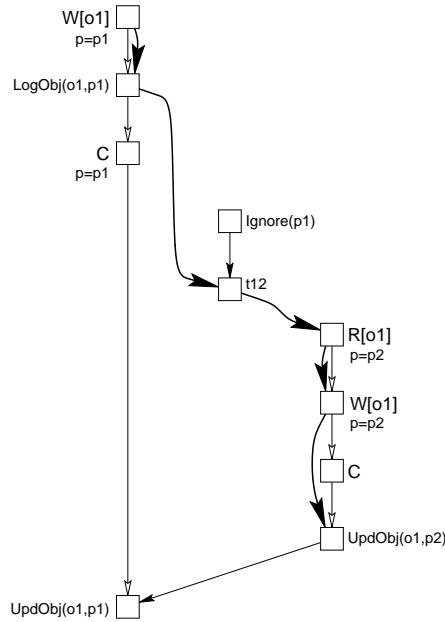 W[o1]
p=p1
LogObj(o1,p1)
C
p=p1
Ignore(p1)
t12
R[o1]
p=p2
W[o1]
p=p2
C
UpdObj(o1,p2)
UpdObj(o1,p1)